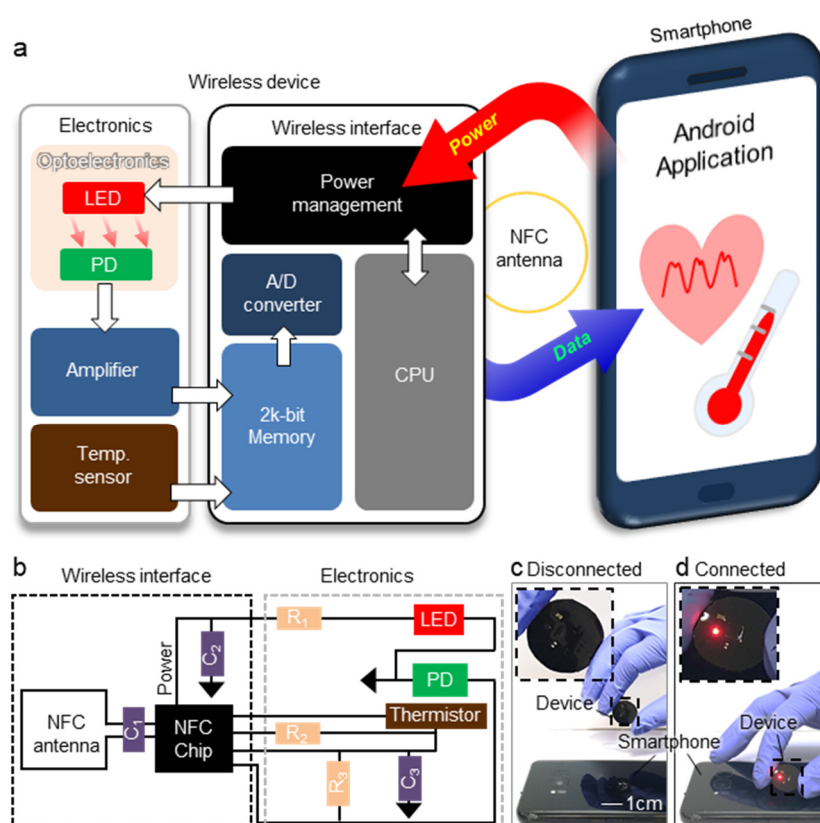 a
Smartphone
Wireless device
Electronics
Wireless interface
Optoelectronics
LED
PD
Amplifier
Temp.
sensor
Power
management
A/D
converter
2k-bit
Memory
CPU
Power
NFC
antenna
Data
Android
Application
b
Wireless interface
Electronics
NFC
antenna
C1
Power
C2
NFC
Chip
R1
LED
PD
Thermistor
R2
R3
C3
c Disconnected
Device
Smartphone
1cm
d Connected
Device